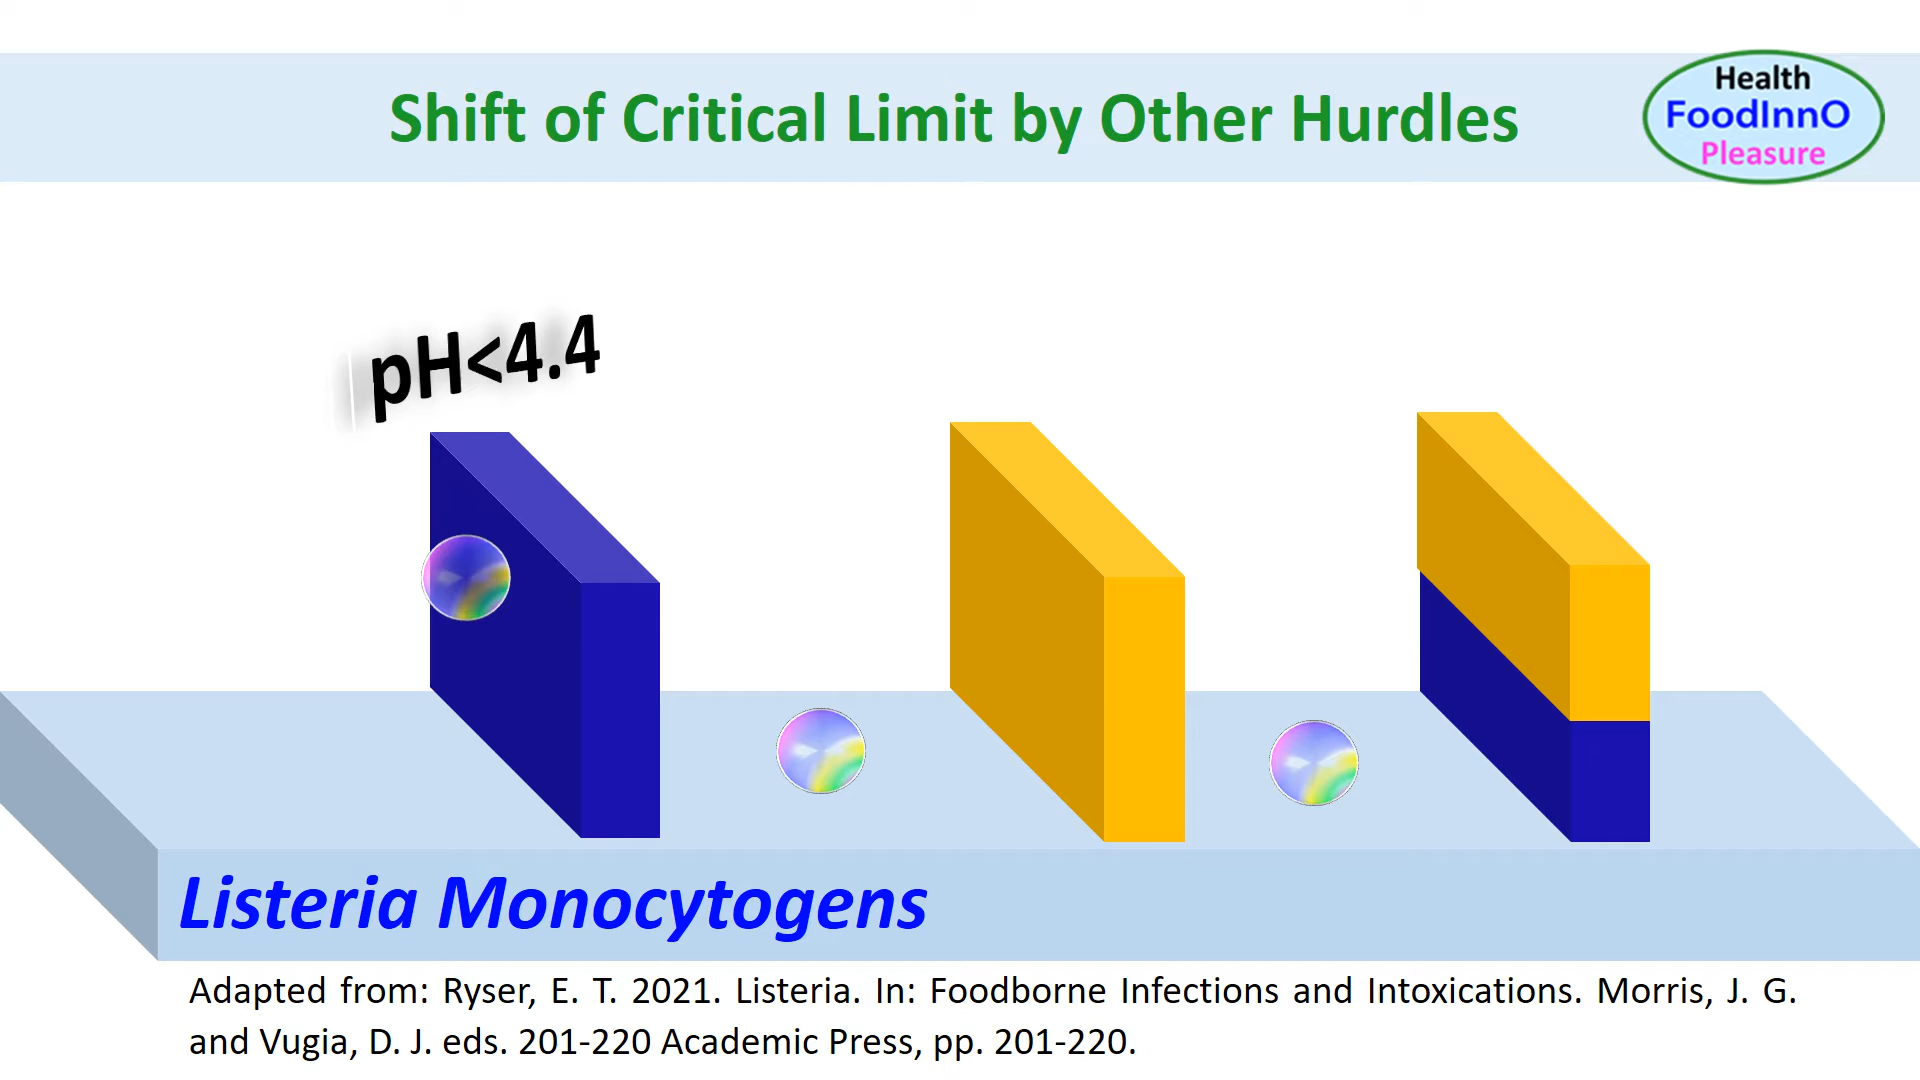 Shift of Critical Limit by Other Hurdles
Health
FoodInnO
Pleasure
pH<4.4
Listeria Monocytogens
Adapted from: Ryser, E. T. 2021. Listeria. In: Foodborne Infections and Intoxications. Morris, J. G.
and Vugia, D. J. eds. 201-220 Academic Press, pp. 201-220.